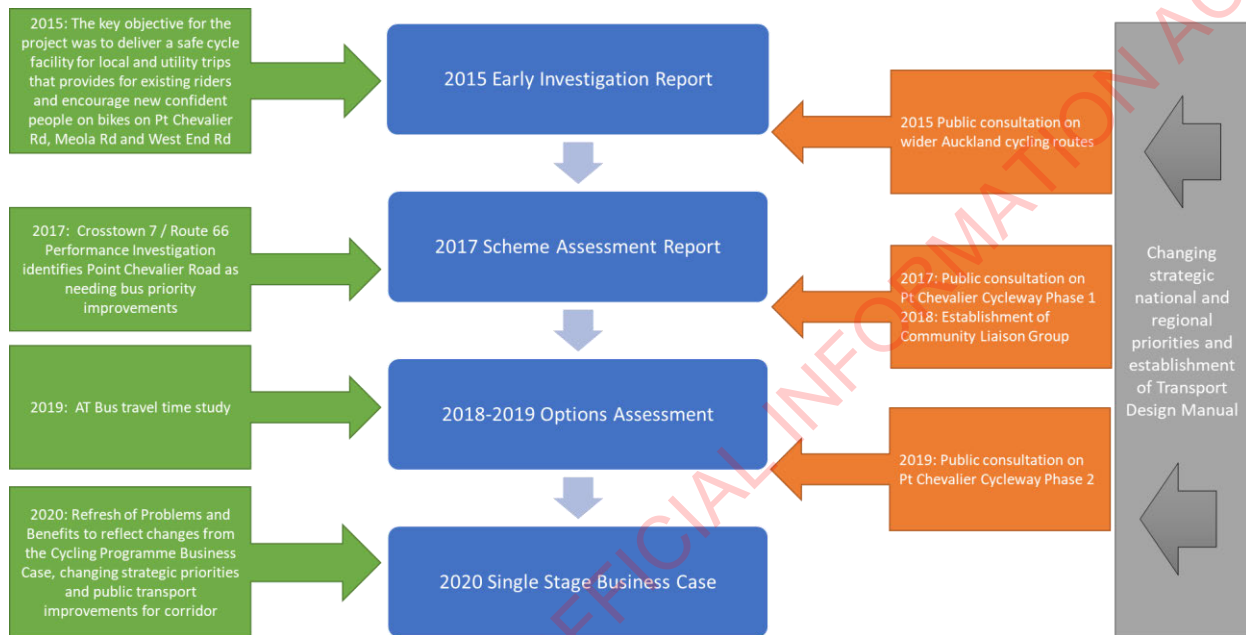 2015: The key objective for the
project was to deliver a safe cycle
facility for local and utility trips
that provides for existing riders
and encourage new confident
people on bikes on Pt Chevalier
Rd, Meola Rd and West End Rd
2015 Early Investigation Report
2015 Public consultation on
wider Auckland cycling routes
2017: Crosstown 7 / Route 66
Performance Investigation
identifies Point Chevalier Road as
needing bus priority
improvements
2017 Scheme Assessment Report
2017: Public consultation on
Pt Chevalier Cycleway Phase 1
2018: Establishment of
Community Liaison Group
2019: AT Bus travel time study
2018-2019 Options Assessment
2019: Public consultation on
Pt Chevalier Cycleway Phase 2
2020: Refresh of Problems and
Benefits to reflect changes from
the Cycling Programme Business
Case, changing strategic priorities
and public transport
improvements for corridor
2020 Single Stage Business Case
Changing
strategic
national and
regional
priorities and
establishment
of Transport
Design Manual
FFICIAL INFORMATION AC